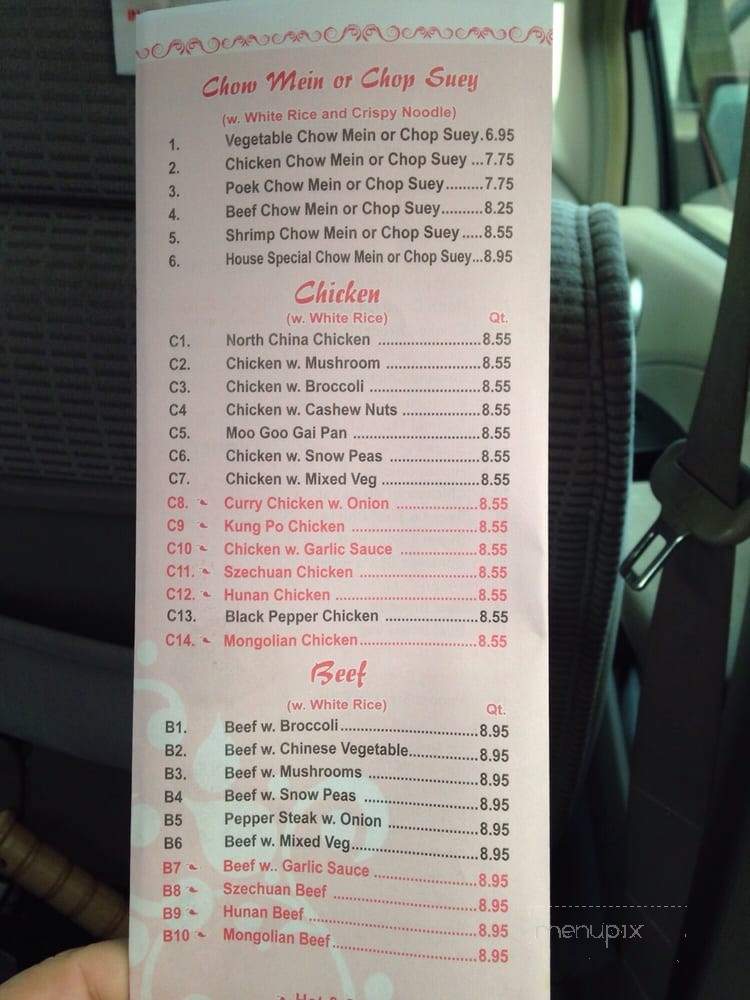 IN
Chow Mein or Chop Suey
(w. White Rice and Crispy Noodle)
1. Vegetable Chow Mein or Chop Suey.6.95
2. Chicken Chow Mein or Chop Suey ...7.75
3. Poek Chow Mein or Chop Suey.........7.75
4. Beef Chow Mein or Chop Suey..........8.25
5. Shrimp Chow Mein or Chop Suey .....8.55
6. House Special Chow Mein or Chop Suey...8.95
Chicken
(w. White Rice) Qt.
C1. North China Chicken ......................8.55
C2. Chicken w. Mushroom ....................8.55
C3. Chicken w. Broccoli ........................8.55
C4 Chicken w. Cashew Nuts .................8.55
C5. Moo Goo Gai Pan ...........................8.55
C6. Chicken w. Snow Peas ...................8.55
C7. Chicken w. Mixed Veg .....................8.55
C8. Curry Chicken w. Onion ..................8.55
C9 Kung Po Chicken ............................8.55
C10 Chicken w. Garlic Sauce .................8.55
C11. Szechuan Chicken ..........................8.55
C12. Hunan Chicken ...............................8.55
C13. Black Pepper Chicken ....................8.55
C14. Mongolian Chicken..........................8.55
Beef
(w. White Rice) Qt.
B1. Beef w. Broccoli..............................8.95
B2. Beef w. Chinese Vegetable...............8.95
B3. Beef w. Mushrooms ........................8.95
B4 Beef w. Snow Peas .........................8.95
B5 Pepper Steak w. Onion ....................8.95
B6 Beef w. Mixed Veg............................8.95
B7 Beef w.. Garlic Sauce .......................8.95
B8 Szechuan Beef ................................8.95
B9 Hunan Beef .....................................8.95
B10 Mongolian Beef................................8.95
menupix